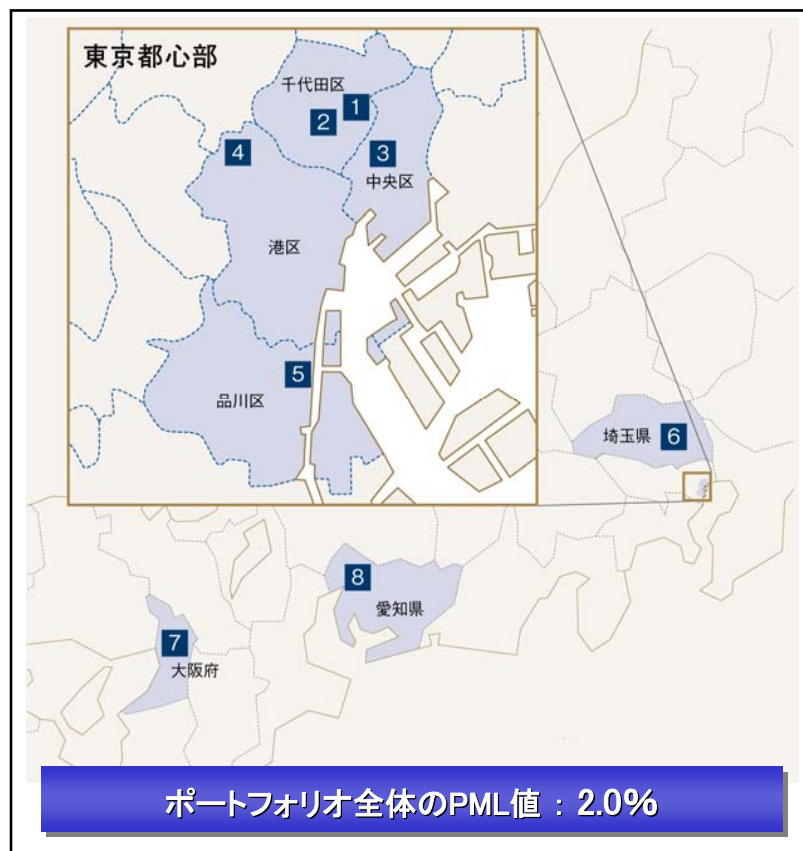 東京都心部
千代田区
1
2
3
4
中央区
港区
5
品川区
埼玉県 6
8
愛知県
7
大阪府
ポートフォリオ全体のPML値 : 2.0%